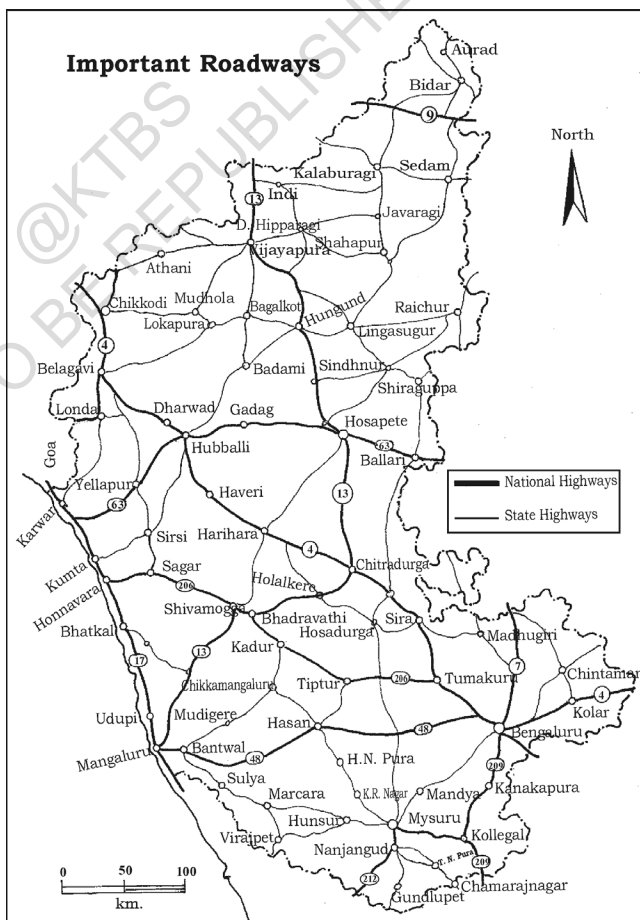 @KTBS
O BE REPUBLISHE
Important Roadways
Aurad
Bidar
9
North
Kalaburagi
Sedam
13
Indi
Javaragi
D. Hipparagi
Vijayapura
Shahapur
Athani
Chikkodi
Mudhola
Bagalkot
Hungund
Raichur
Lokapura
Lingasugur
4
Belagavi
Badami
Sindhnur
Shiraguppa
Londa
Dharwad
Gadag
Hosapete
Goa
Hubballi
63
Ballari
Yellapur
National Highways
State Highways
Karwar
63
Haveri
13
Sirsi
Harihara
4
Kumta
Sagar
Chitradurga
Honnavara
206
Holalkere
Shivamogga
Bhadravathi
Sira
Madhugiri
Bhatkal
Hosadurga
Kadur
17
13
7
Chintamani
Chikkamangaluru
Tiptur
206
Tumakuru
4
Kolar
Udupi
Mudigere
Hasan
48
Bengaluru
Mangaluru
Bantwal
48
H.N. Pura
209
Sulya
K.R. Nagar
Mandya
Kanakapura
Marcara
Hunsur
Mysuru
Virajpet
Nanjangud
Kollegal
T. N. Pura
209
212
Chamarajnagar
Gundlupet
0 50 100
km.